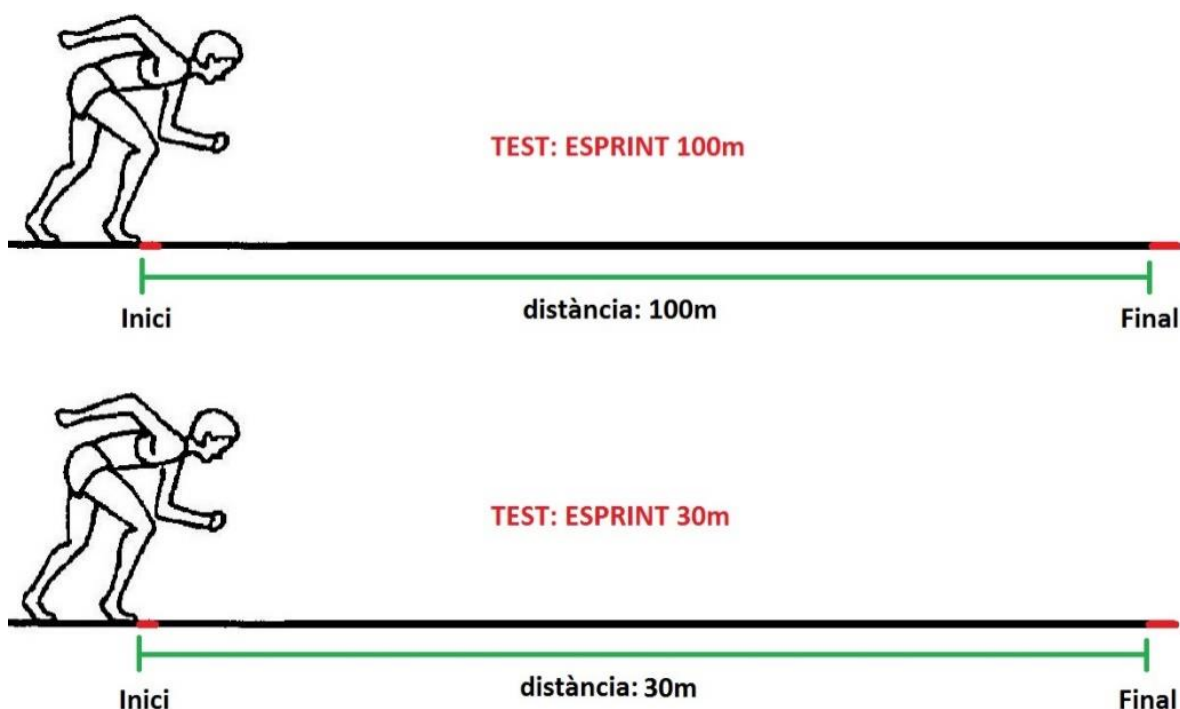 TEST: ESPRINT 100m
distància: 100m
Inici
Final
TEST: ESPRINT 30m
distància: 30m
Inici
Final